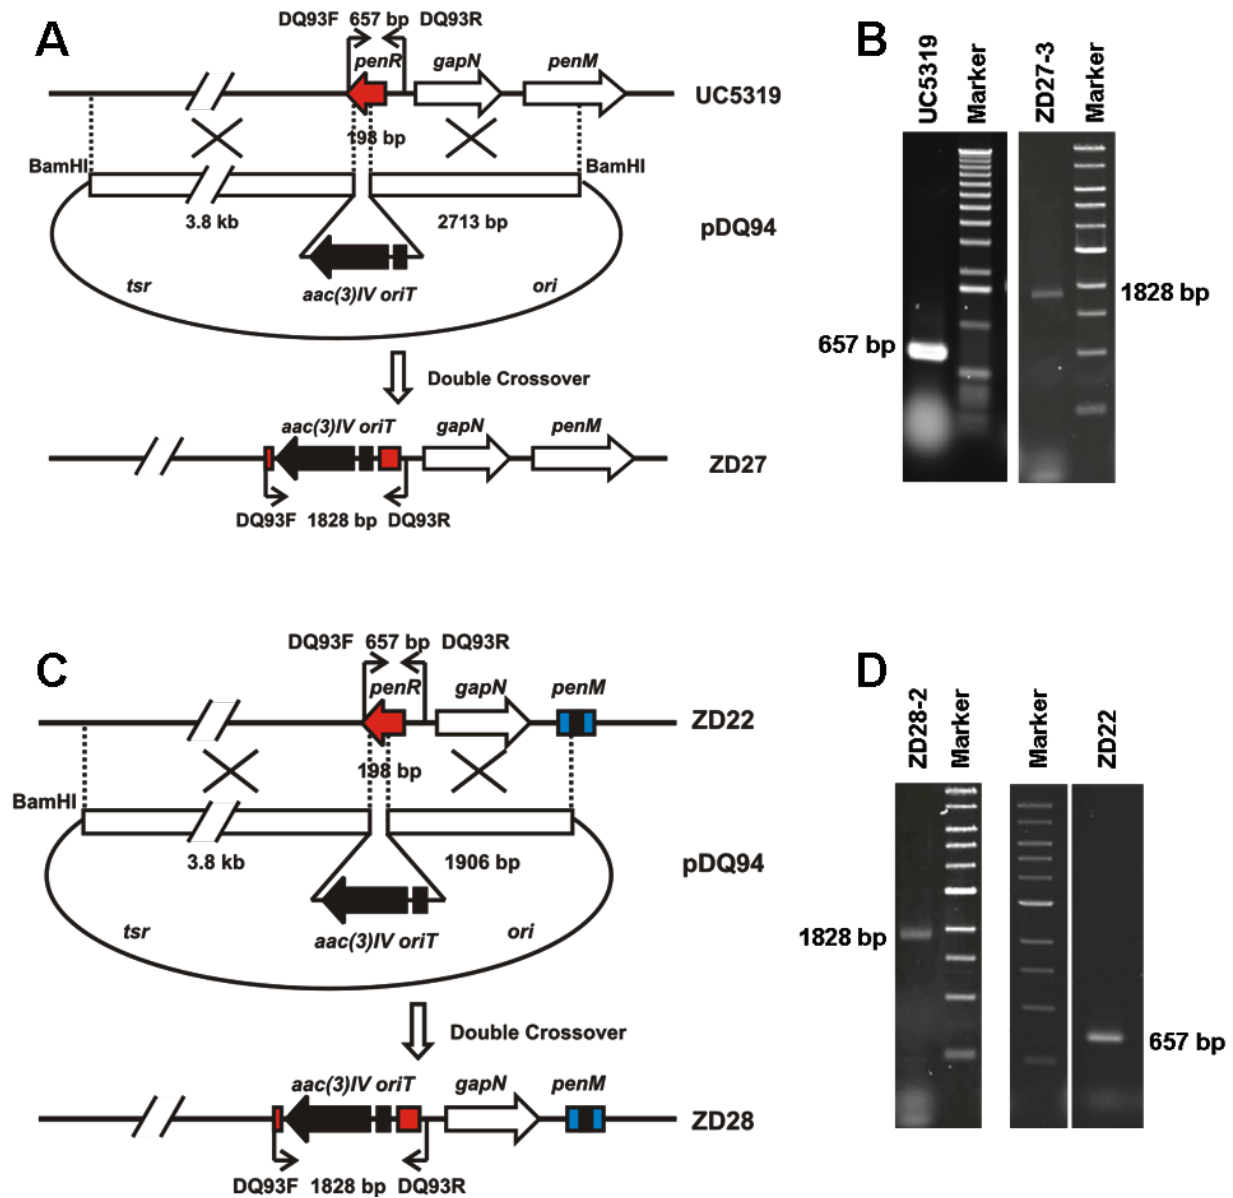 A
DQ93F 657 bp DQ93R
penR gapN penM
UC5319
198 bp
BamHI BamHI
3.8 kb 2713 bp
pDQ94
aac(3)IV oriT
tsr ori
Double Crossover
aac(3)IV oriT gapN penM
ZD27
DQ93F 1828 bp DQ93R
B
UC5319 Marker ZD27-3 Marker
1828 bp
657 bp
C
DQ93F 657 bp DQ93R
penR gapN penM
ZD22
198 bp
BamHI
3.8 kb 1906 bp
pDQ94
tsr ori
aac(3)IV oriT
Double Crossover
aac(3)IV oriT gapN penM
ZD28
DQ93F 1828 bp DQ93R
D
ZD28-2 Marker Marker ZD22
1828 bp
657 bp